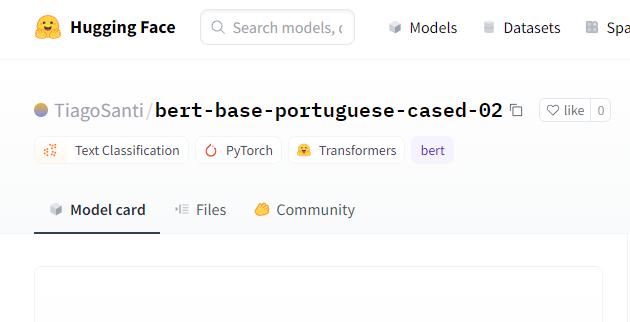 Hugging Face Search models, d Models Datasets Spa
TiagoSanti/bert-base-portuguese-cased-02 like 0
Text Classification PyTorch Transformers bert
Model card Files Community